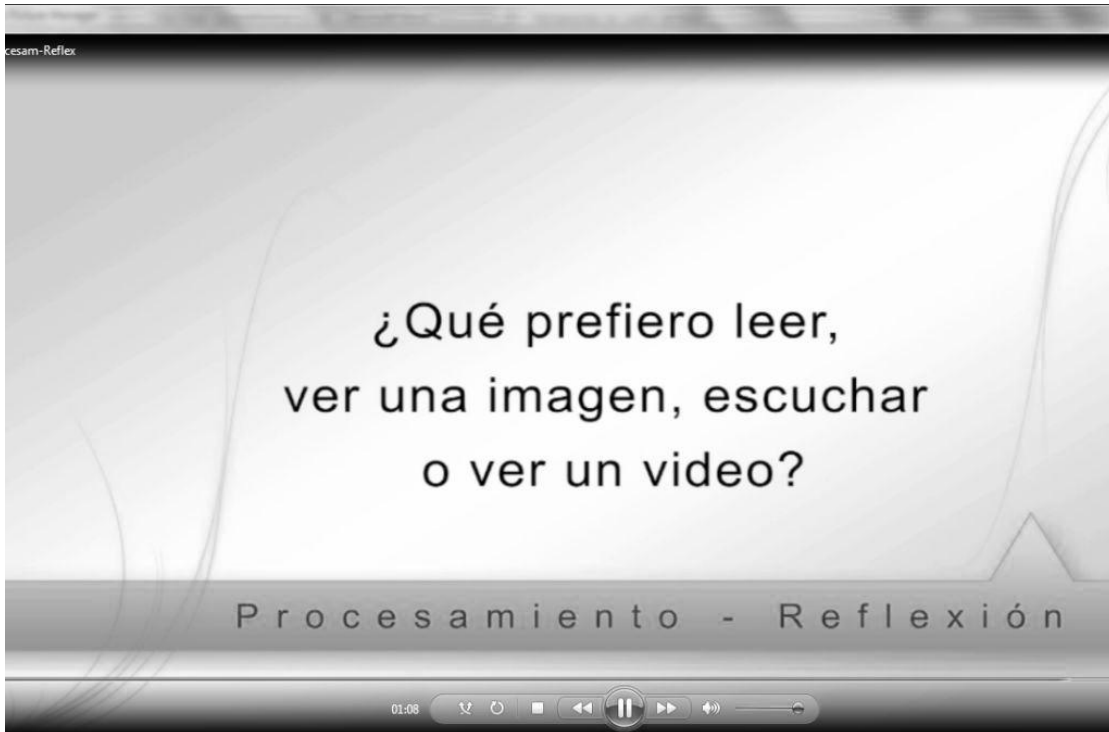 cesam-Reflex
¿Qué prefiero leer,
ver una imagen, escuchar
o ver un video?
Procesamiento - Reflexión
01:08